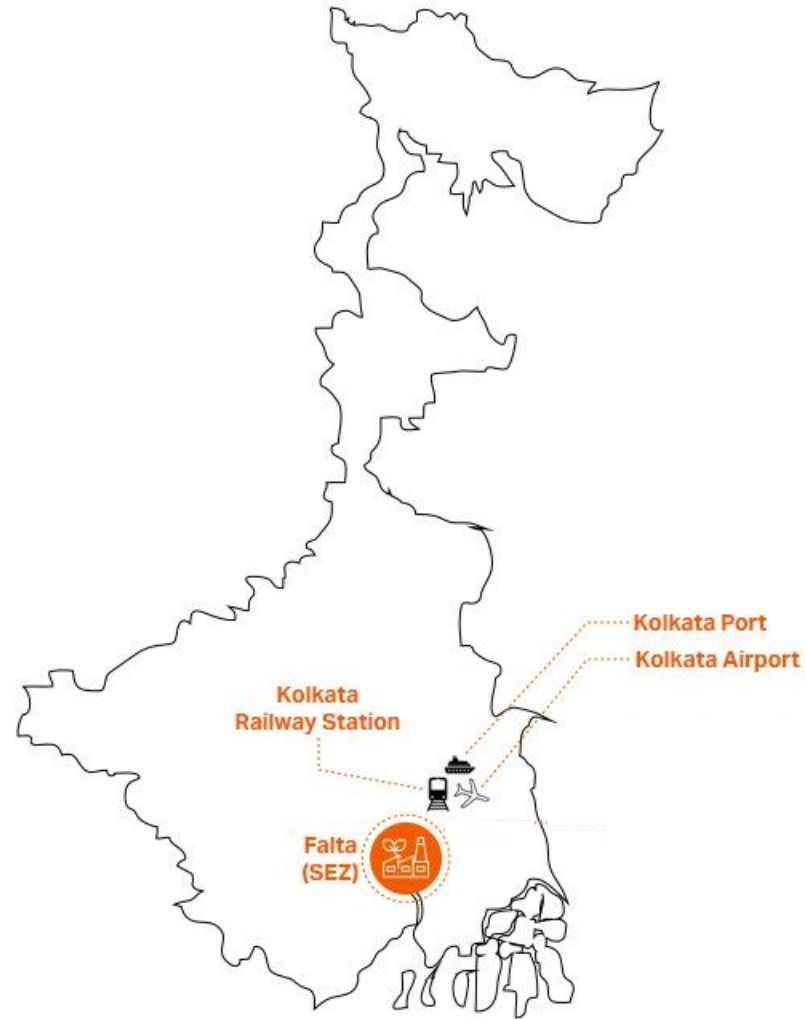 Kolkata Port
Kolkata Airport
Kolkata
Railway Station
Falta
(SEZ)